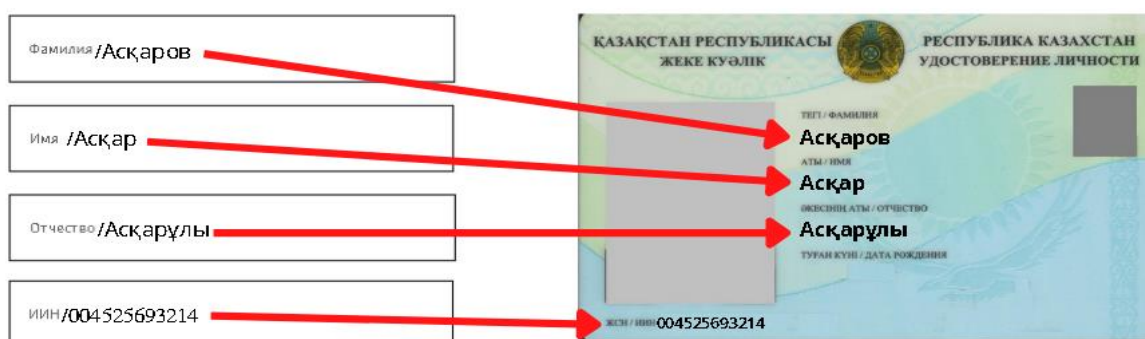 Фамилия/Асқаров
Имя /Асқар
Отчество/Асқарұлы
ИИН/004525693214
ҚАЗАҚСТАН РЕСПУБЛИКАСЫ
ЖЕКЕ КУӘЛІК
РЕСПУБЛИКА КАЗАХСТАН
УДОСТОВЕРЕНИЕ ЛИЧНОСТИ
ТЕГІ / ФАМИЛИЯ
Асқаров
АТЫ / ИМЯ
Асқар
ӘКЕСІНІҢ АТЫ / ОТЧЕСТВО
Асқарұлы
ТУҒАН КҮНІ / ДАТА РОЖДЕНИЯ
ЖСН / ИИН 004525693214